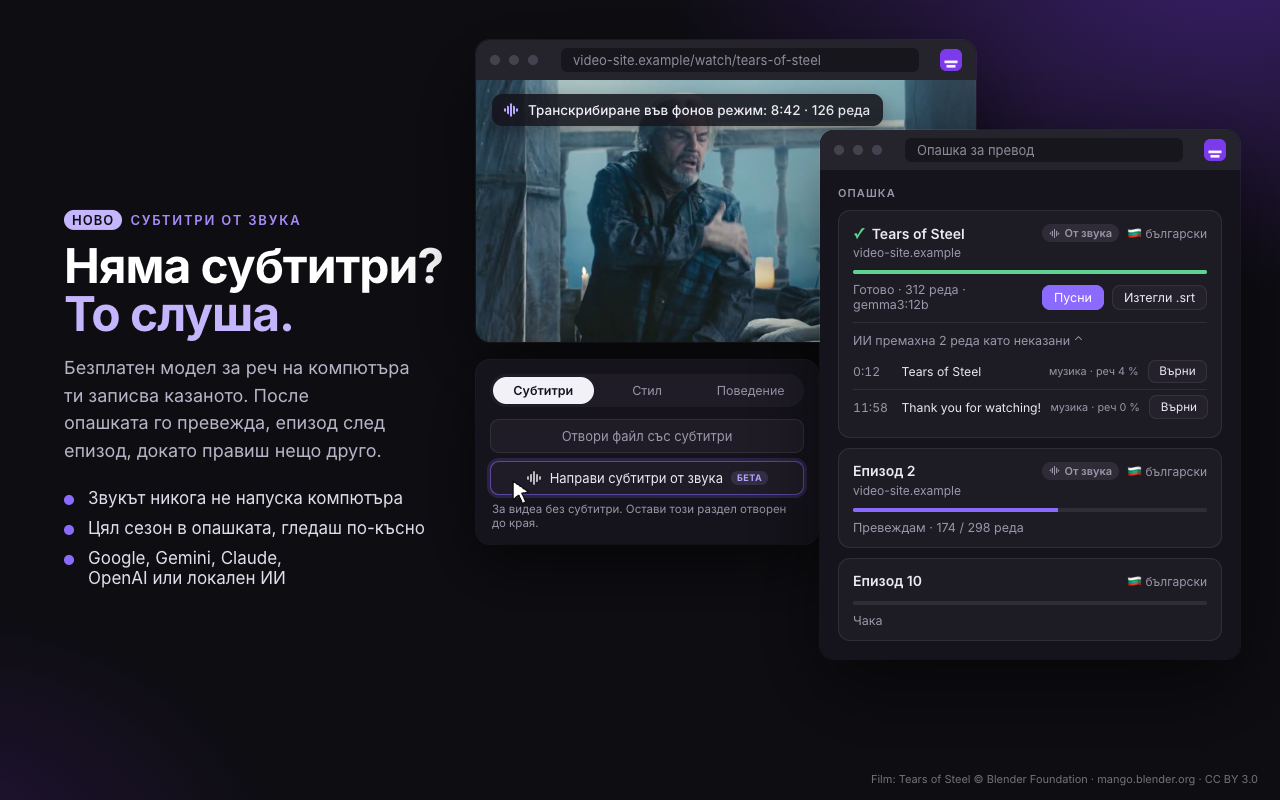 НОВО СУБТИТРИ ОТ ЗВУКА
Няма субтитри?
То слуша.
Безплатен модел за реч на компютъра
ти записва казаното. После
опашката го превежда, епизод след
епизод, докато правиш нещо друго.
Звукът никога не напуска компютъра
Цял сезон в опашката, гледаш по-късно
Google, Gemini, Claude,
OpenAI или локален ИИ
video-site.example/watch/tears-of-steel
Транскрибиране във фонов режим: 8:42 · 126 реда
Субтитри Стил Поведение
Отвори файл със субтитри
Направи субтитри от звука БЕТА
За видеа без субтитри. Остави този раздел отворен
до края.
Опашка за превод
ОПАШКА
✓ Tears of Steel От звука български
video-site.example
Готово · 312 реда ·
gemma3:12b
Пусни Изтегли .srt
ИИ премахна 2 реда като неказани ^
0:12 Tears of Steel музика · реч 4 % Върни
11:58 Thank you for watching! музика · реч 0 % Върни
Епизод 2 От звука български
video-site.example
Превеждам · 174 / 298 реда
Епизод 10 български
Чака
Film: Tears of Steel © Blender Foundation · mango.blender.org · CC BY 3.0